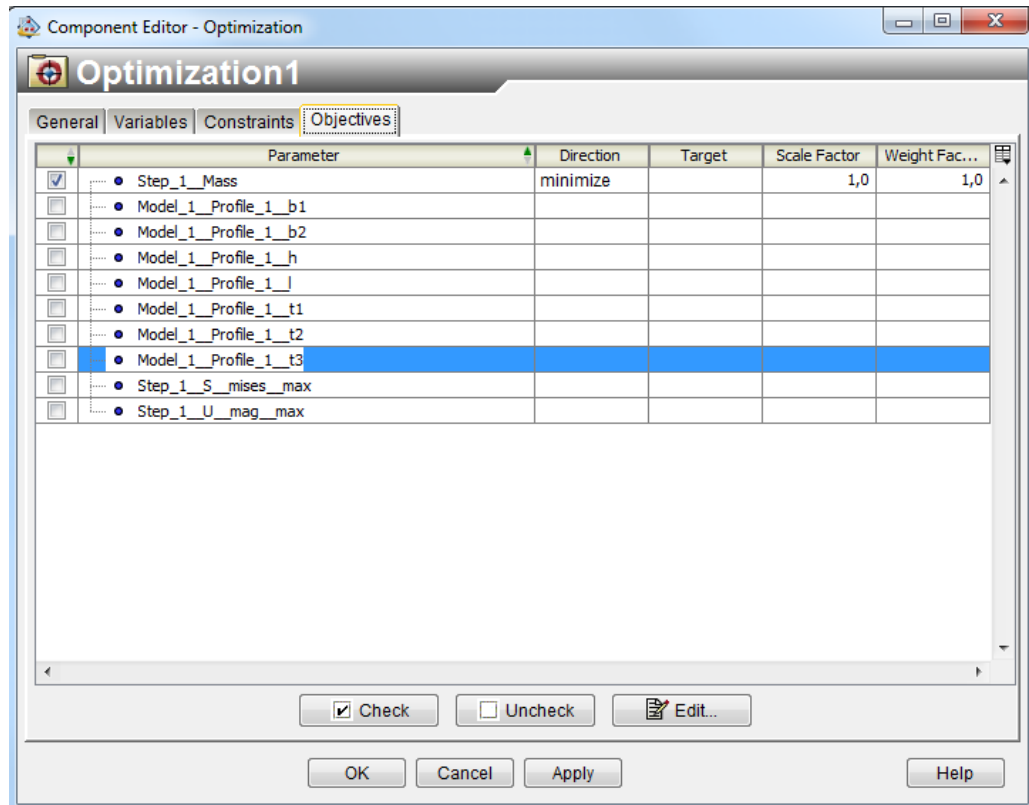 Component Editor - Optimization
Optimization1
General Variables Constraints Objectives
Parameter Direction Target Scale Factor Weight Fac...
Step_1__Mass minimize 1,0 1,0
Model_1__Profile_1__b1
Model_1__Profile_1__b2
Model_1__Profile_1__h
Model_1__Profile_1__l
Model_1__Profile_1__t1
Model_1__Profile_1__t2
Model_1__Profile_1__t3
Step_1__S__mises__max
Step_1__U__mag__max
Check Uncheck Edit...
OK Cancel Apply Help